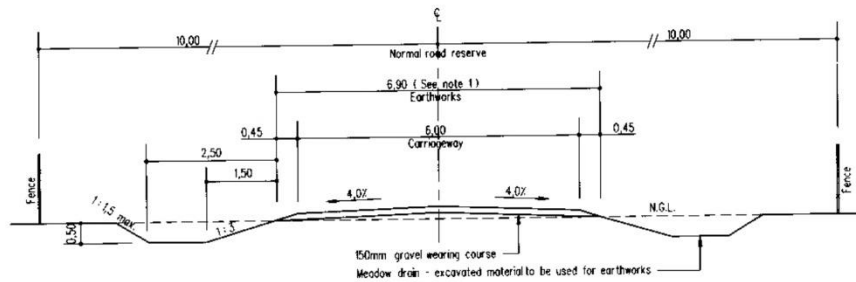 ℄
10,00
10,00
Normal road reserve
6,90 (See note 1)
Earthworks
0,45
6,00
0,45
Carriageway
2,50
1,50
Fence
Fence
4,0%
4,0%
N.G.L.
1=1,5 max.
0,50
1=3
150mm gravel wearing course
Meadow drain - excavated material to be used for earthworks